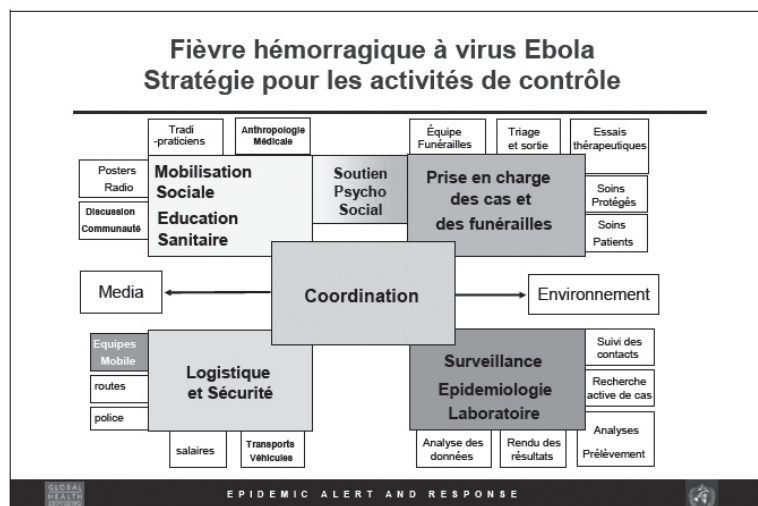 Fièvre hémorragique à virus Ebola
Stratégie pour les activités de contrôle
Tradi
-praticiens
Anthropologie
Médicale
Équipe
Funérailles
Triage
et sortie
Essais
thérapeutiques
Posters
Radio
Discussion
Communauté
Mobilisation
Sociale
Education
Sanitaire
Soutien
Psycho
Social
Prise en charge
des cas et
des funérailles
Soins
Protégés
Soins
Patients
Media
Coordination
Environnement
Equipes
Mobile
routes
police
Logistique
et Sécurité
Surveillance
Epidemiologie
Laboratoire
Suivi des
contacts
Recherche
active de cas
Analyses
Prélèvement
salaires
Transports
Véhicules
Analyse des
données
Rendu des
résultats
GLOBAL
HEALTH
SECURITY
EPIDEMIC ALERT AND RESPONSE